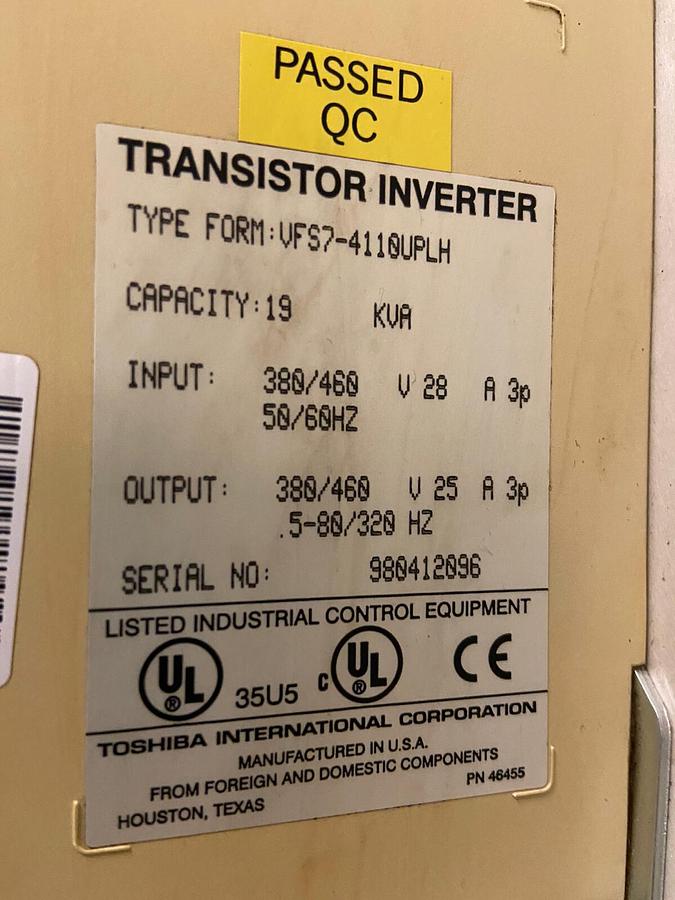 PASSED
QC
TRANSISTOR INVERTER
TYPE FORM:VFS7-4110UPLH
CAPACITY:19 KVA
INPUT: 380/460 V 28 A 3p
50/60HZ
OUTPUT: 380/460 V 25 A 3p
.5-80/320 HZ
SERIAL NO: 980412096
LISTED INDUSTRIAL CONTROL EQUIPMENT
UL ® 35U5 c UL ® CE
TOSHIBA INTERNATIONAL CORPORATION
MANUFACTURED IN U.S.A.
FROM FOREIGN AND DOMESTIC COMPONENTS
HOUSTON, TEXAS PN 46455